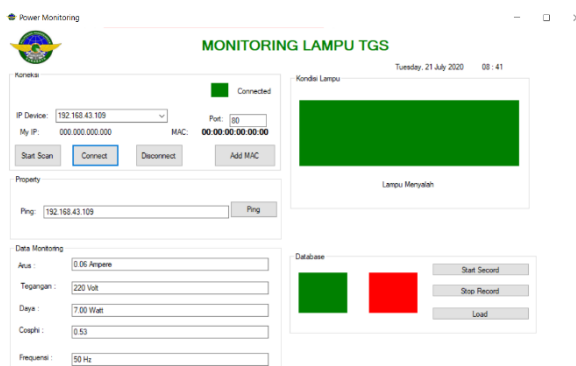 Power Monitoring
MONITORING LAMPU TGS
Tuesday, 21 July 2020 08 : 41
Koneksi
Connected
IP Device: 192.168.43.109 Port: 80
My IP: 000.000.000.000 MAC: 00:00:00:00:00:00
Start Scan Connect Disconnect Add MAC
Property
Ping: 192.168.43.109 Ping
Data Monitoring
Arus : 0.06 Ampere
Tegangan : 220 Volt
Daya : 7.00 Watt
Cosphi : 0.53
Frequensi : 50 Hz
Kondisi Lampu
Lampu Menyalah
Database
Start Secord
Stop Record
Load